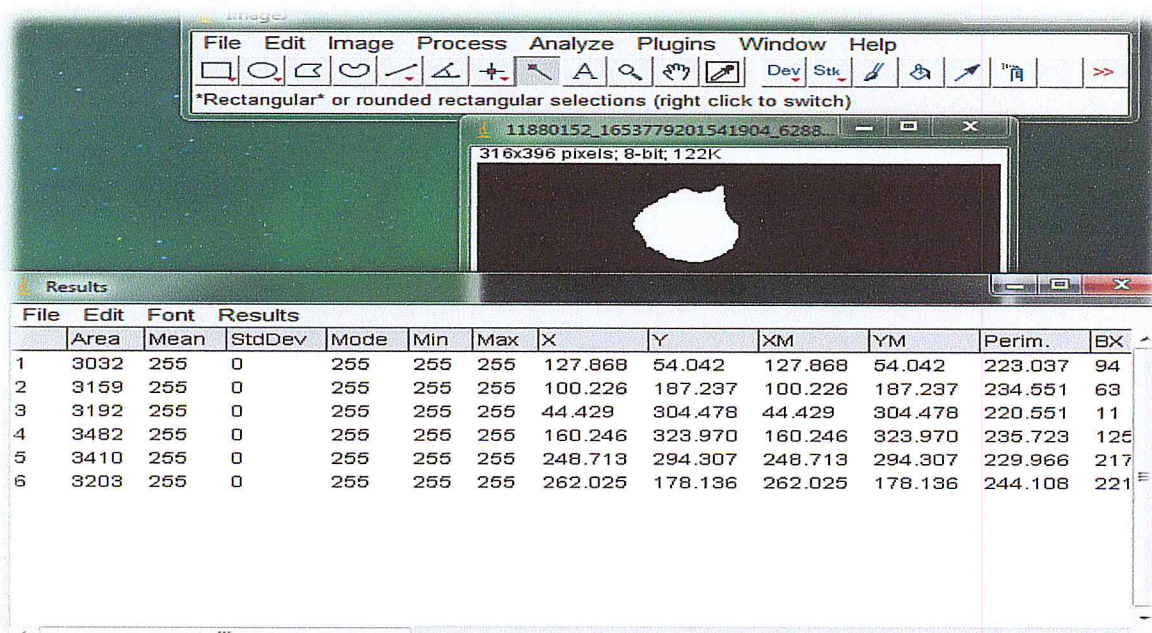 ImageJ
File Edit Image Process Analyze Plugins Window Help
A Dev Stk >>
*Rectangular* or rounded rectangular selections (right click to switch)
11880152_1653779201541904_6288...
316x396 pixels; 8-bit; 122K
Results
File Edit Font Results
Area Mean StdDev Mode Min Max X Y XM YM Perim. BX
1 3032 255 0 255 255 255 127.868 54.042 127.868 54.042 223.037 94
2 3159 255 0 255 255 255 100.226 187.237 100.226 187.237 234.551 63
3 3192 255 0 255 255 255 44.429 304.478 44.429 304.478 220.551 11
4 3482 255 0 255 255 255 160.246 323.970 160.246 323.970 235.723 125
5 3410 255 0 255 255 255 248.713 294.307 248.713 294.307 229.966 217
6 3203 255 0 255 255 255 262.025 178.136 262.025 178.136 244.108 221